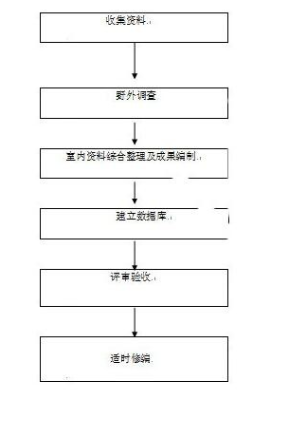 收集资料
野外调查
室内资料综合整理及成果编制
建立数据库
评审验收
适时修编